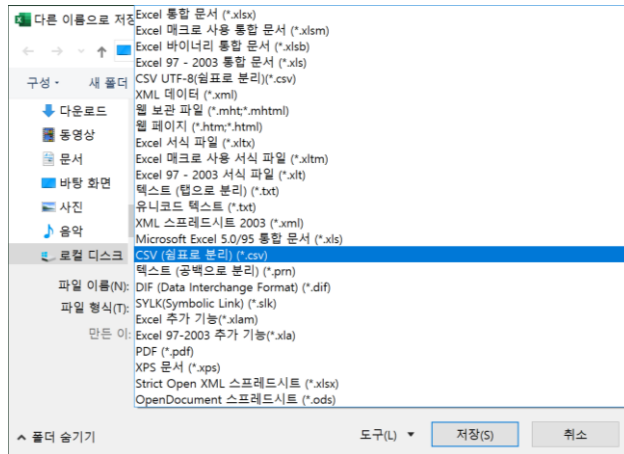 다른 이름으로 저장
구성
새 폴더
다운로드
동영상
문서
바탕 화면
사진
음악
로컬 디스크
파일 이름(N):
파일 형식(T):
만든 이:
Excel 통합 문서 (*.xlsx)
Excel 매크로 사용 통합 문서 (*.xlsm)
Excel 바이너리 통합 문서 (*.xlsb)
Excel 97 - 2003 통합 문서 (*.xls)
CSV UTF-8(쉼표로 분리)(*.csv)
XML 데이터 (*.xml)
웹 보관 파일 (*.mht;*.mhtml)
웹 페이지 (*.htm;*.html)
Excel 서식 파일 (*.xltx)
Excel 매크로 사용 서식 파일 (*.xltm)
Excel 97 - 2003 서식 파일 (*.xlt)
텍스트 (탭으로 분리) (*.txt)
유니코드 텍스트 (*.txt)
XML 스프레드시트 2003 (*.xml)
Microsoft Excel 5.0/95 통합 문서 (*.xls)
CSV (쉼표로 분리) (*.csv)
텍스트 (공백으로 분리) (*.prn)
DIF (Data Interchange Format) (*.dif)
SYLK(Symbolic Link) (*.slk)
Excel 추가 기능(*.xlam)
Excel 97-2003 추가 기능(*.xla)
PDF (*.pdf)
XPS 문서 (*.xps)
Strict Open XML 스프레드시트 (*.xlsx)
OpenDocument 스프레드시트 (*.ods)
폴더 숨기기
도구(L)
저장(S)
취소